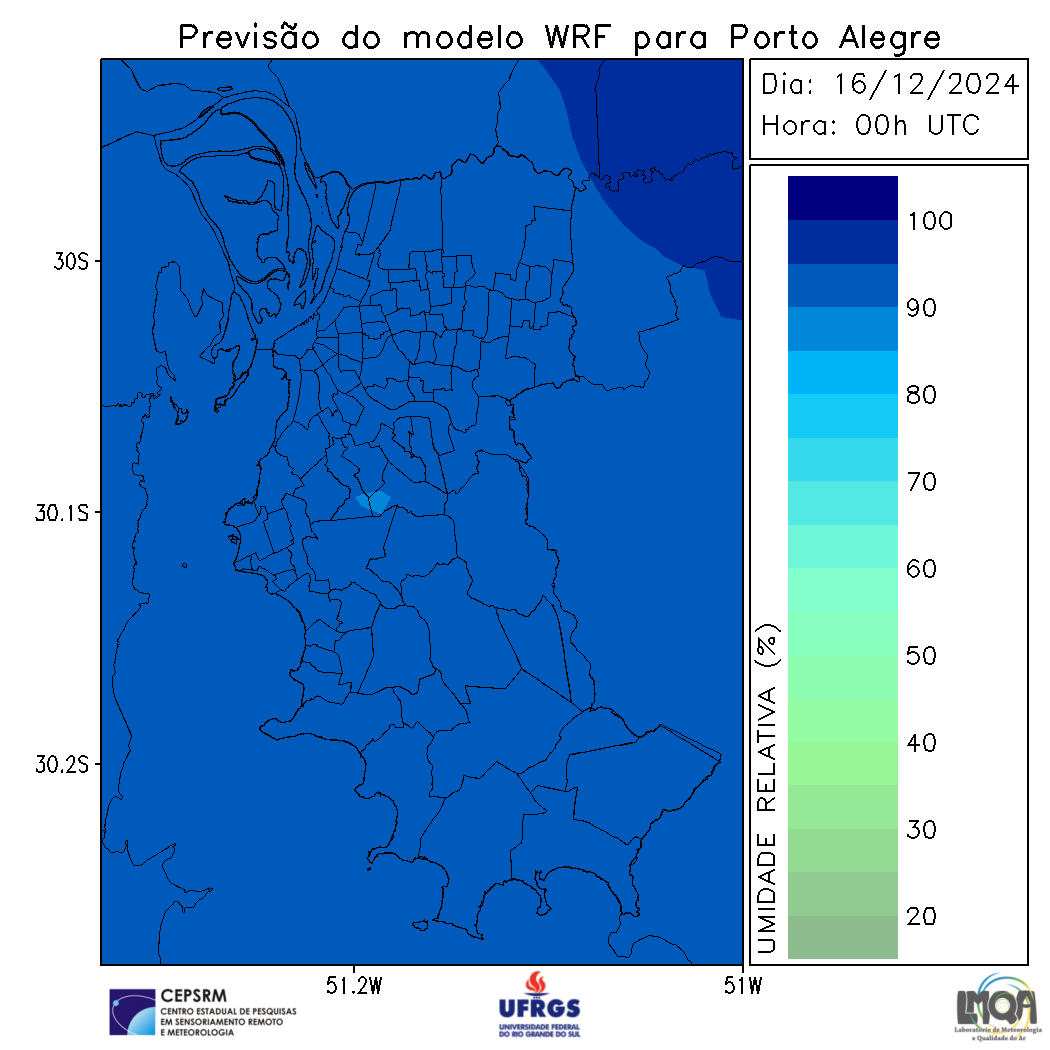 Previsão do modelo WRF para Porto Alegre
Dia: 16/12/2024
Hora: 00h UTC
30S
30.1S
30.2S
51.2W
51W
100
90
80
70
60
50
40
30
20
UMIDADE RELATIVA (%)
CEPSRM
CENTRO ESTADUAL DE PESQUISAS
EM SENSORIAMENTO REMOTO
E METEOROLOGIA
UFRGS
UNIVERSIDADE FEDERAL
DO RIO GRANDE DO SUL
LMQA
Laboratório de Meteorologia
e Qualidade do Ar